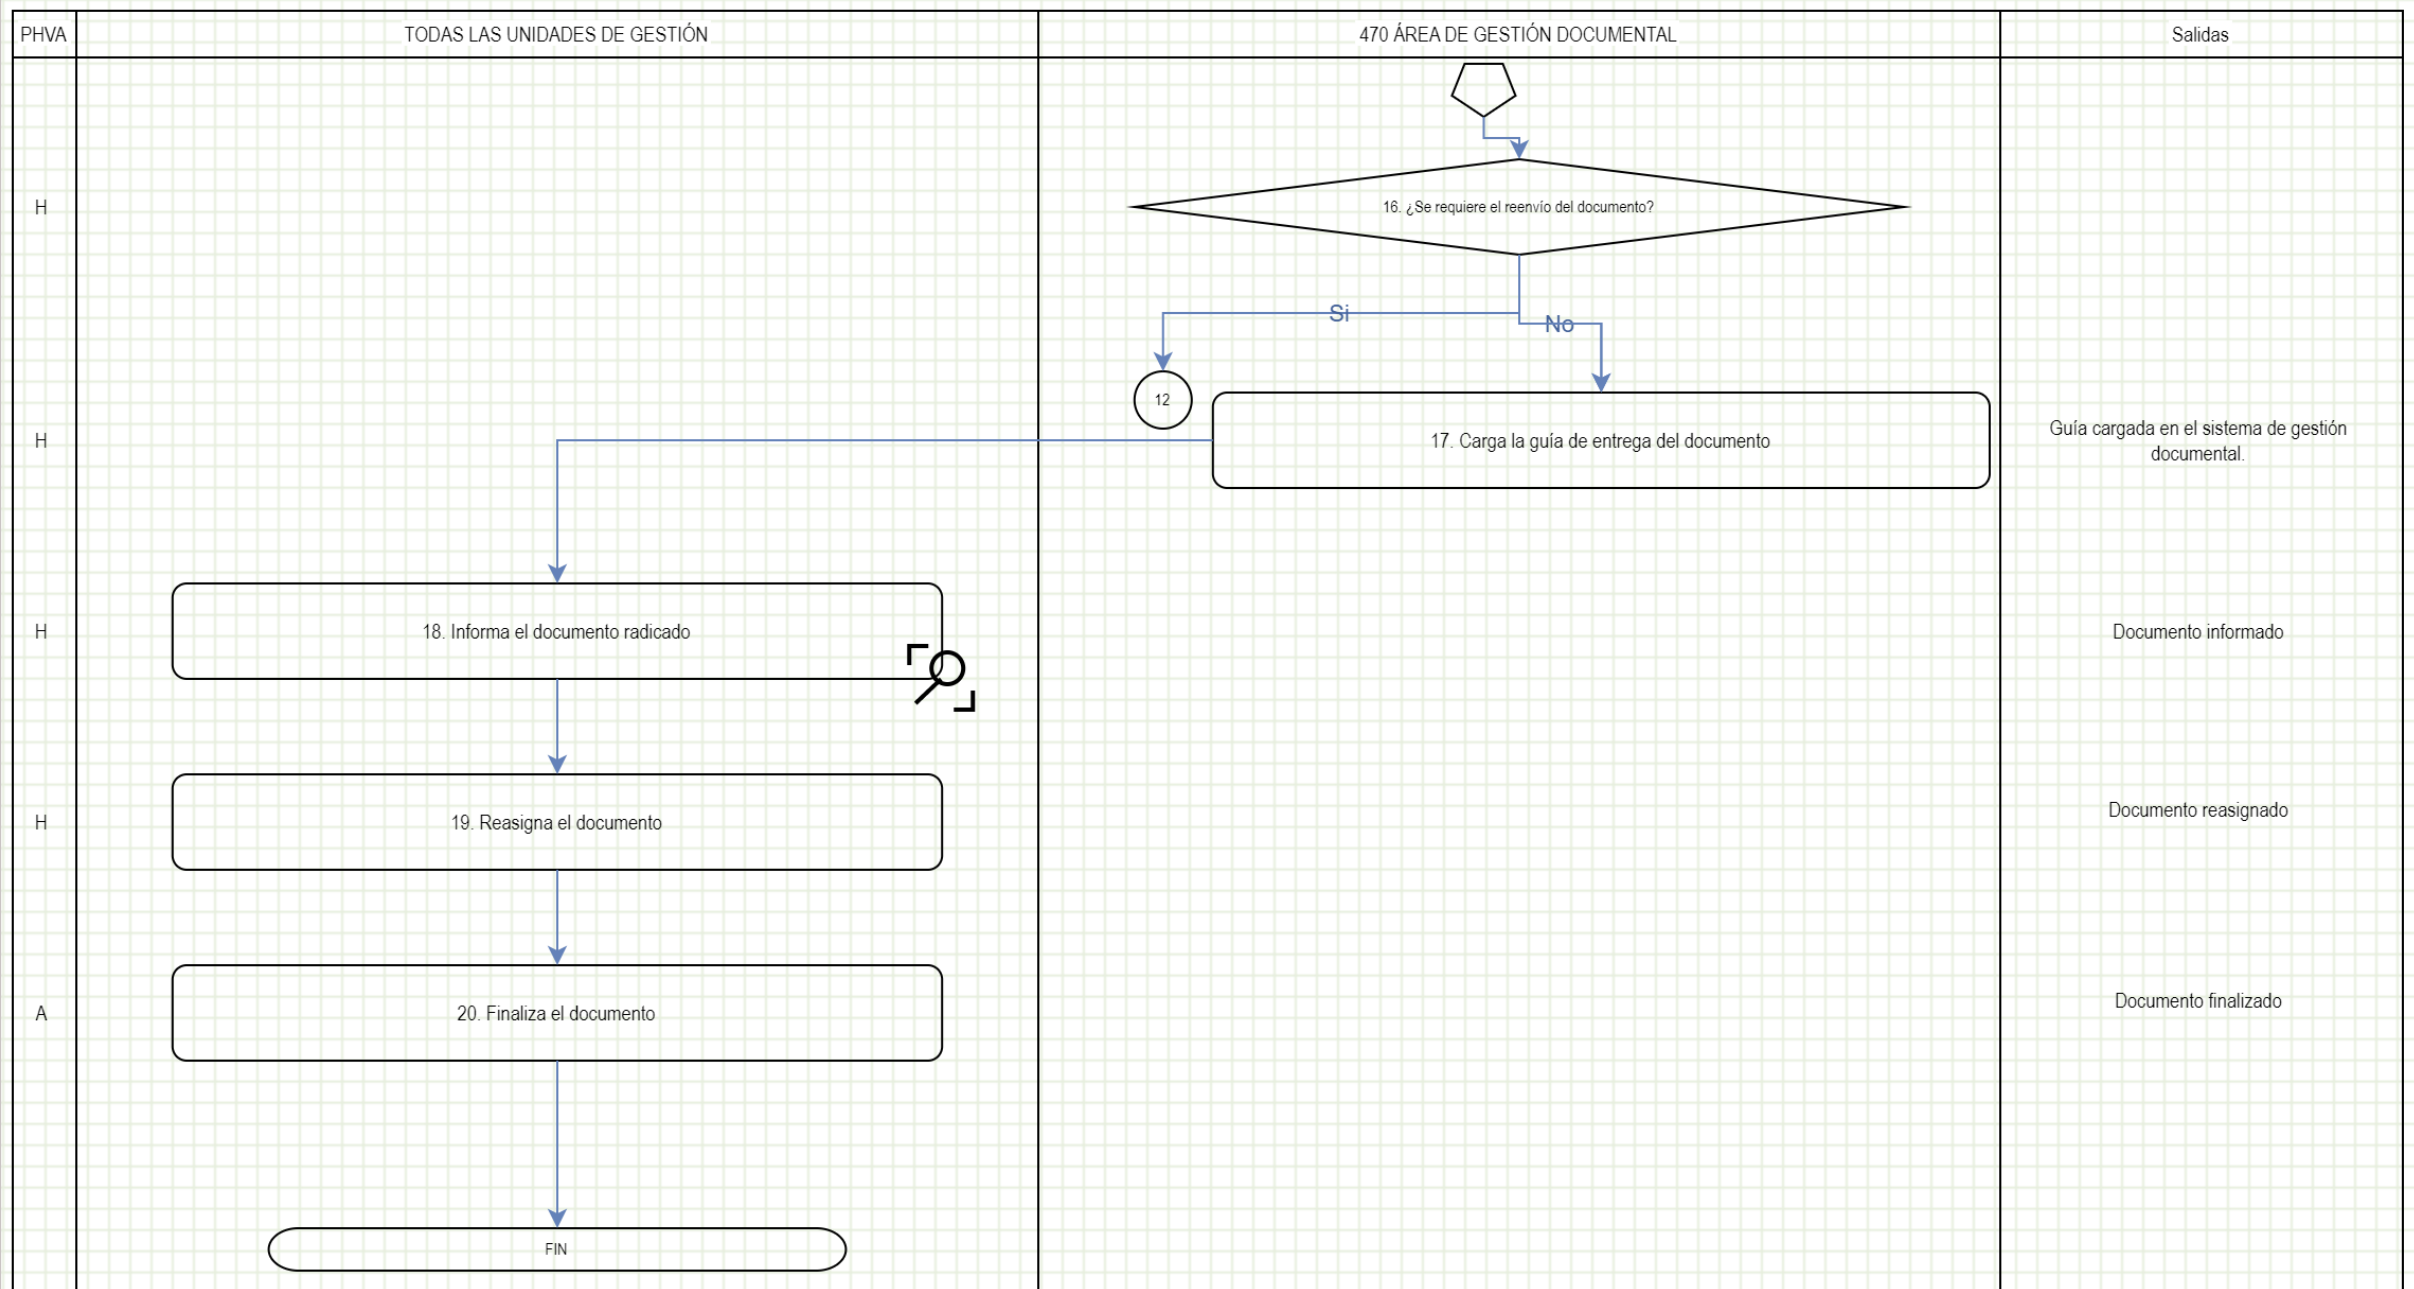 PHVA
TODAS LAS UNIDADES DE GESTIÓN
470 ÁREA DE GESTIÓN DOCUMENTAL
Salidas
H
16. ¿Se requiere el reenvío del documento?
Si
No
12
H
17. Carga la guía de entrega del documento
Guía cargada en el sistema de gestión
documental.
H
18. Informa el documento radicado
Documento informado
H
19. Reasigna el documento
Documento reasignado
A
20. Finaliza el documento
Documento finalizado
FIN